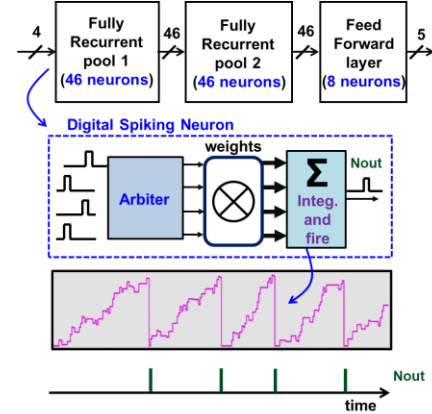 4
Fully
Recurrent
pool 1
(46 neurons)
46
Fully
Recurrent
pool 2
(46 neurons)
46
Feed
Forward
layer
(8 neurons)
5
Digital Spiking Neuron
weights
Arbiter
Σ
Integ.
and
fire
Nout
Nout
time